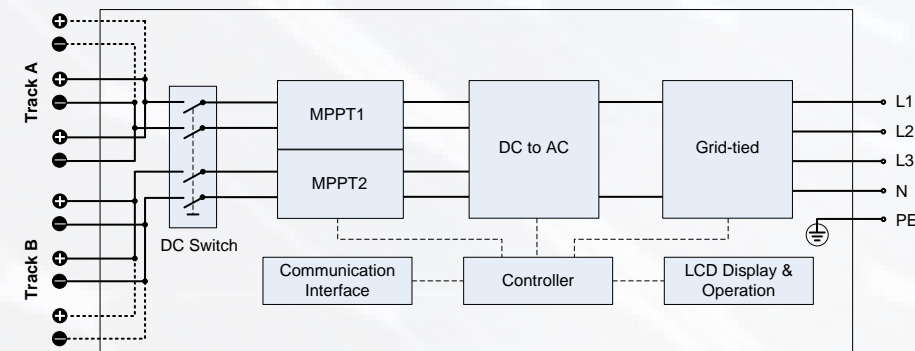 Track A
Track B
DC Switch
MPPT1
MPPT2
DC to AC
Grid-tied
L1
L2
L3
N
PE
Communication
Interface
Controller
LCD Display &
Operation